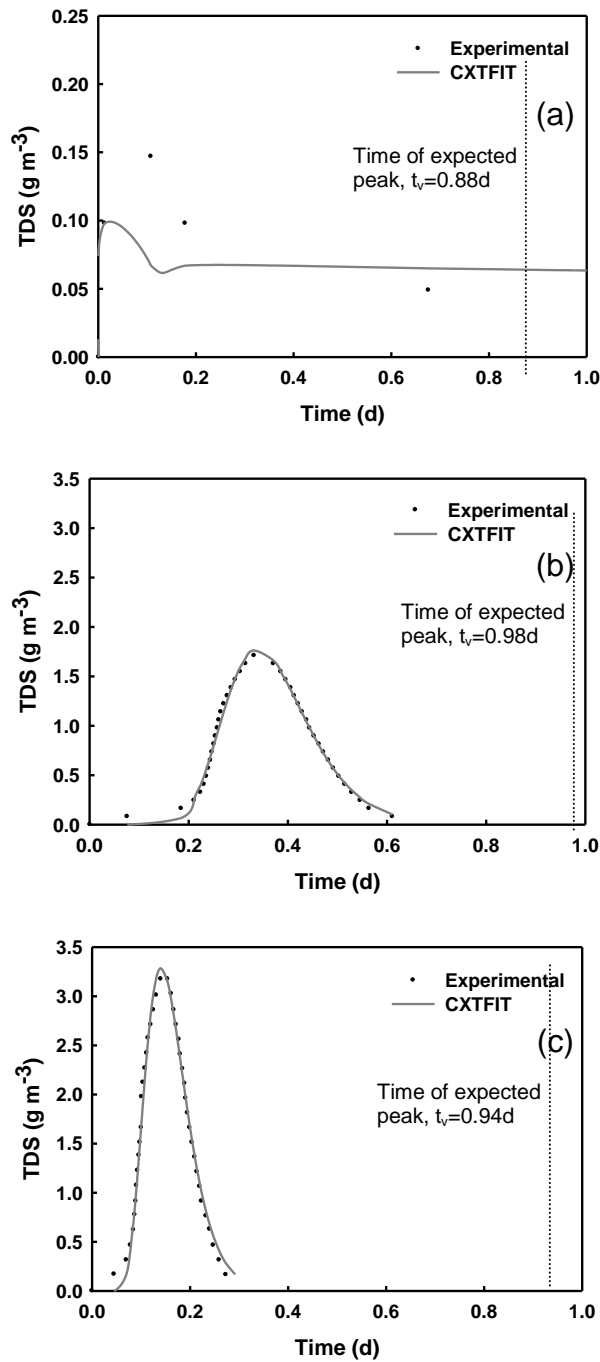 0.25
0.20
0.15
0.10
0.05
0.00
TDS (g m⁻³)
Experimental
CXTFIT
(a)
Time of expected
peak, tᵥ=0.88d
0.0 0.2 0.4 0.6 0.8 1.0
Time (d)
3.5
3.0
2.5
2.0
1.5
1.0
0.5
0.0
TDS (g m⁻³)
Experimental
CXTFIT
(b)
Time of expected
peak, tᵥ=0.98d
0.0 0.2 0.4 0.6 0.8 1.0
Time (d)
3.5
3.0
2.5
2.0
1.5
1.0
0.5
0.0
TDS (g m⁻³)
Experimental
CXTFIT
(c)
Time of expected
peak, tᵥ=0.94d
0.0 0.2 0.4 0.6 0.8 1.0
Time (d)